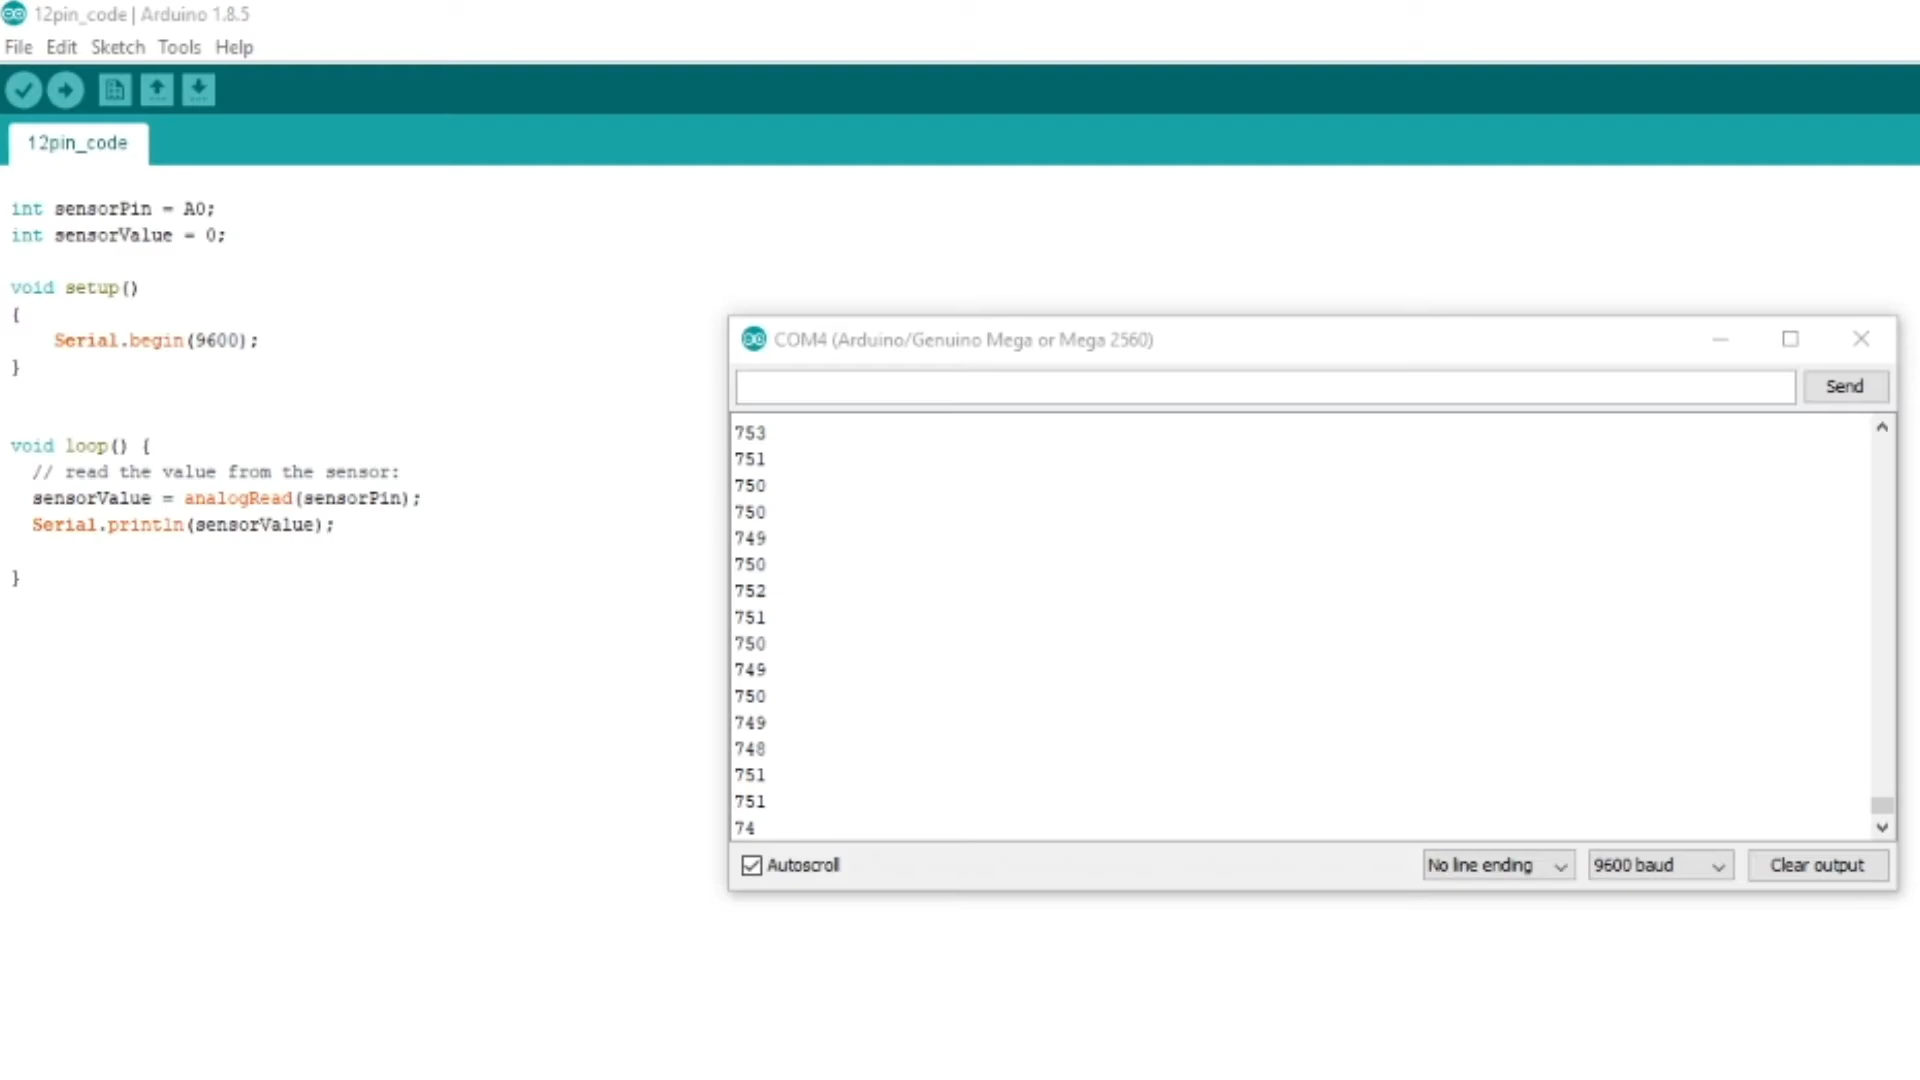 12pin_code | Arduino 1.8.5
File Edit Sketch Tools Help
12pin_code
int sensorPin = A0;
int sensorValue = 0;
void setup()
{
Serial.begin(9600);
}
void loop() {
// read the value from the sensor:
sensorValue = analogRead(sensorPin);
Serial.println(sensorValue);
}
COM4 (Arduino/Genuino Mega or Mega 2560)
Send
753
751
750
750
749
750
752
751
750
749
750
749
748
751
751
74
Autoscroll No line ending 9600 baud Clear output